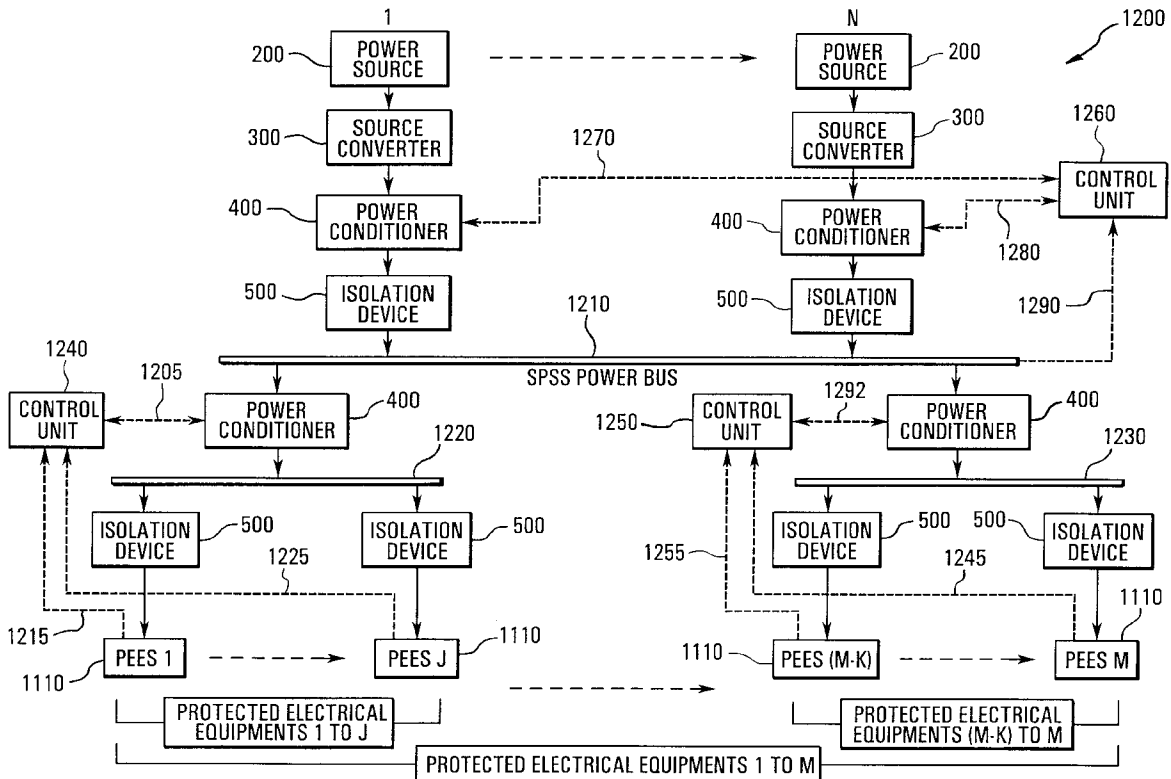 1
N
1200
200
POWER
SOURCE
POWER
SOURCE
200
300
SOURCE
CONVERTER
1270
SOURCE
CONVERTER
300
1260
CONTROL
UNIT
400
POWER
CONDITIONER
400
POWER
CONDITIONER
1280
500
ISOLATION
DEVICE
500
ISOLATION
DEVICE
1290
1210
SPSS POWER BUS
1240
CONTROL
UNIT
1205
POWER
CONDITIONER
400
1250
CONTROL
UNIT
1292
POWER
CONDITIONER
400
1220
1230
ISOLATION
DEVICE
500
ISOLATION
DEVICE
500
ISOLATION
DEVICE
500
500
ISOLATION
DEVICE
1225
1255
1245
1215
1110
PEES 1
PEES J
1110
1110
PEES (M-K)
PEES M
1110
PROTECTED ELECTRICAL
EQUIPMENTS 1 TO J
PROTECTED ELECTRICAL
EQUIPMENTS (M-K) TO M
PROTECTED ELECTRICAL EQUIPMENTS 1 TO M